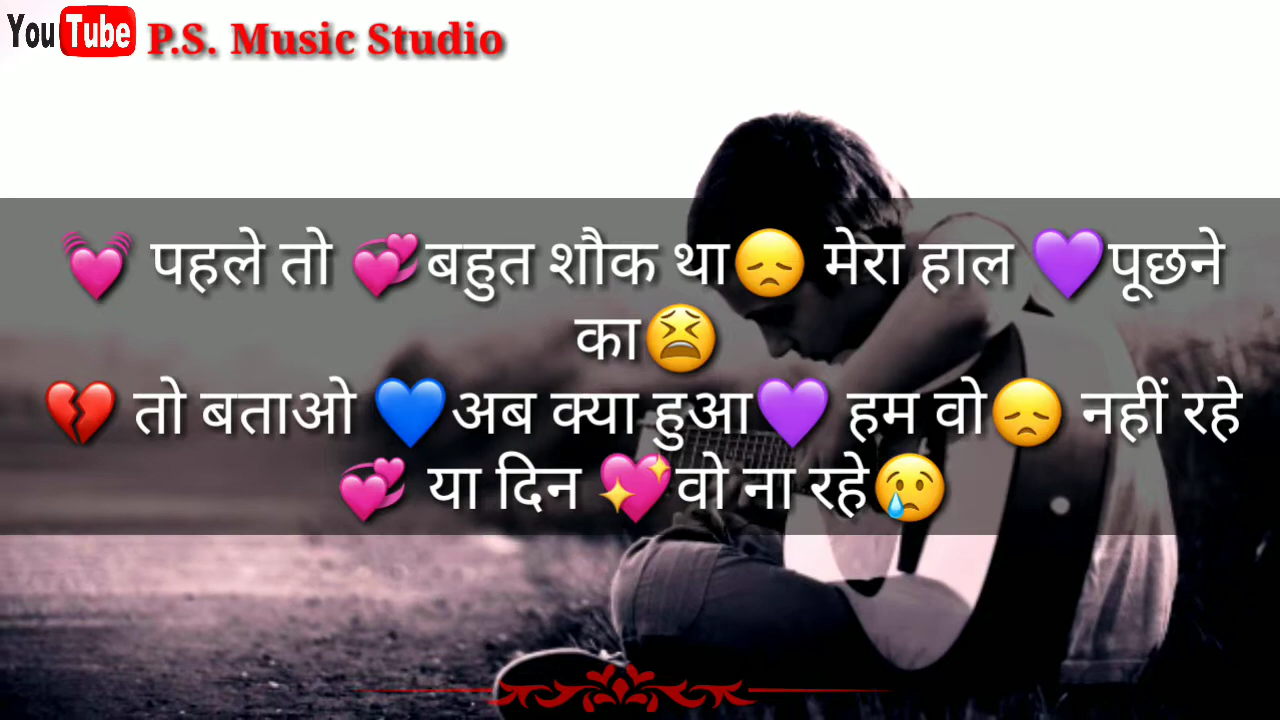 YouTube P.S. Music Studio
💓 पहले तो 💞बहुत शौक था😞 मेरा हाल 💜पूछने
का😫
💔 तो बताओ 💙अब क्या हुआ💜 हम वो😞 नहीं रहे
💞 या दिन 💖वो ना रहे😢